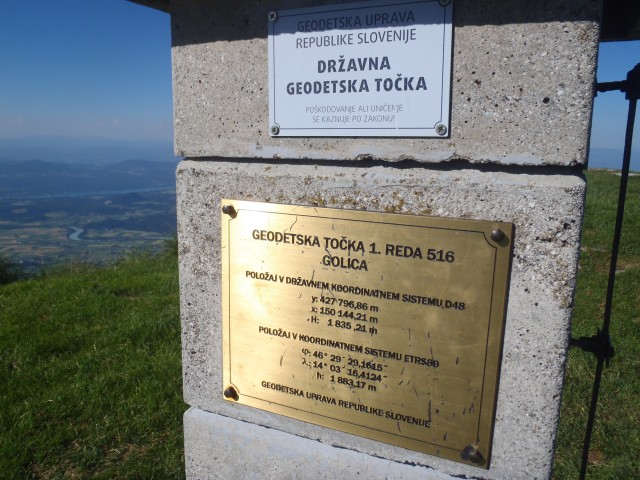 GEODETSKA UPRAVA
REPUBLIKE SLOVENIJE
DRŽAVNA
GEODETSKA TOČKA
POŠKODOVANJE ALI UNIČENJE
SE KAZNUJE PO ZAKONU!
GEODETSKA TOČKA 1. REDA 516
GOLICA
POLOŽAJ V DRŽAVNEM KOORDINATNEM SISTEMU D48
y: 427 796,86 m
x: 150 144,21 m
H: 1 835,21 m
POLOŽAJ V KOORDINATNEM SISTEMU ETRS89
φ: 46° 29´ 29,1615˝
λ: 14° 03´ 16,4124˝
h: 1 883,17 m
GEODETSKA UPRAVA REPUBLIKE SLOVENIJE